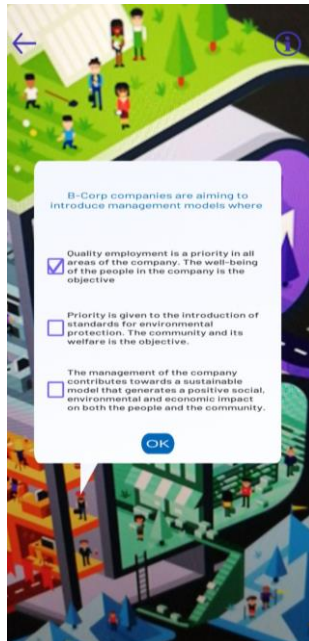 B-Corp companies are aiming to
introduce management models where
Quality employment is a priority in all
areas of the company. The well-being
of the people in the company is the
objective
Priority is given to the introduction of
standards for environmental
protection. The community and its
welfare is the objective.
The management of the company
contributes towards a sustainable
model that generates a positive social,
environmental and economic impact
on both the people and the community.
OK